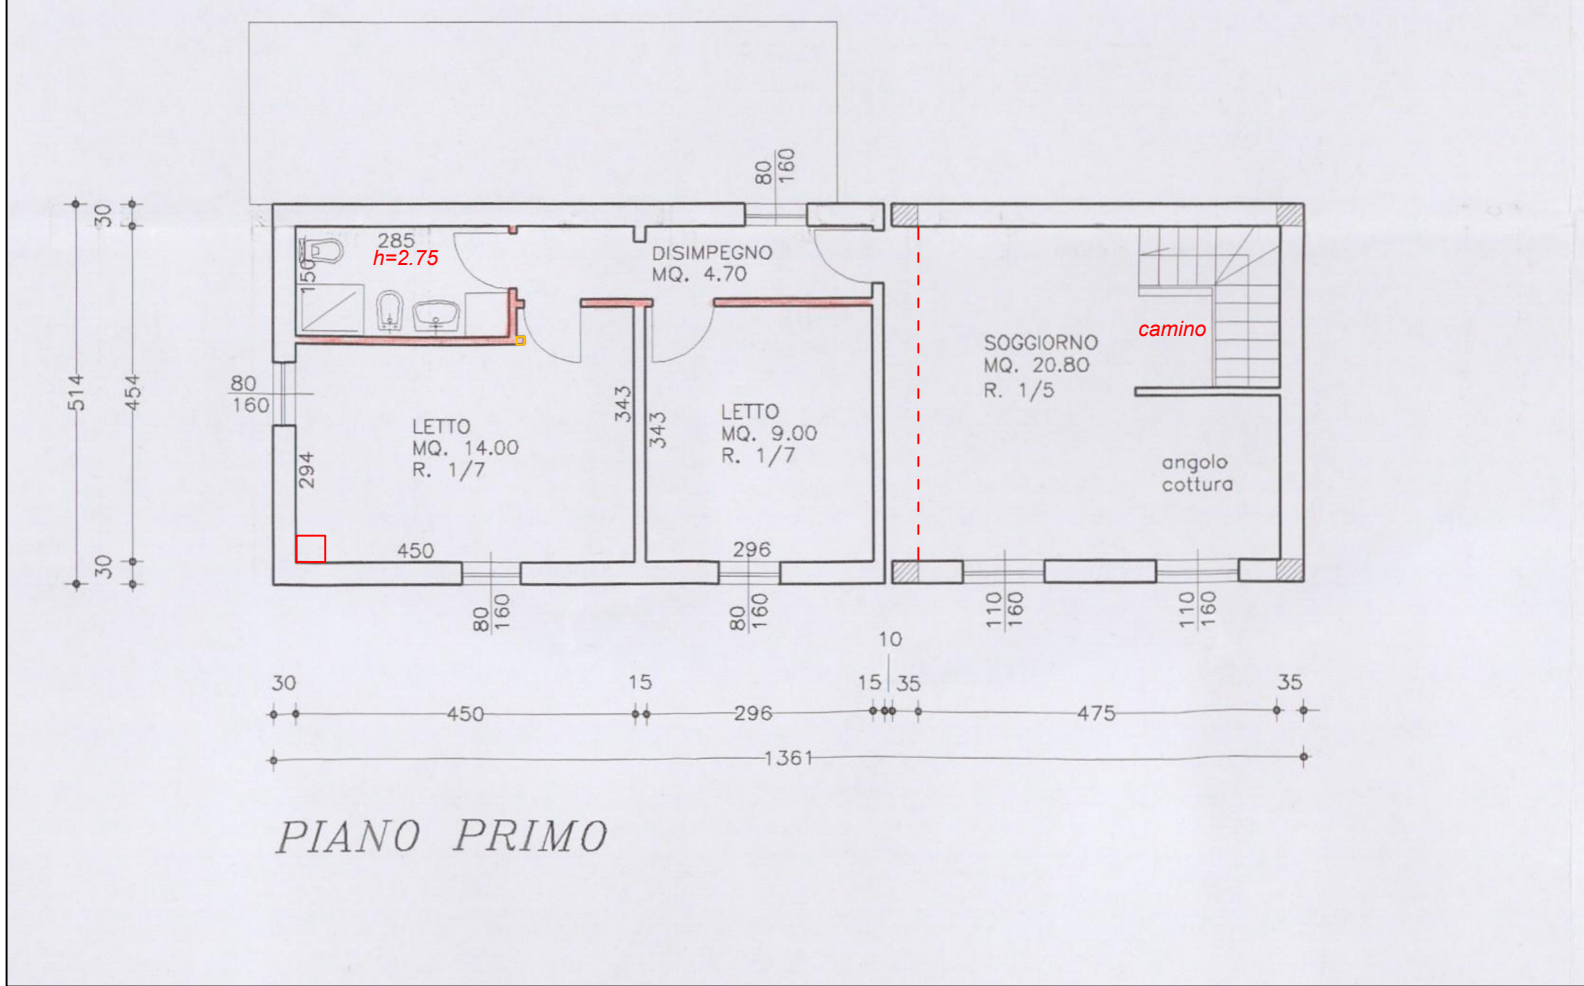 80
160
30
285
h=2.75
150
DISIMPEGNO
MQ. 4.70
camino
SOGGIORNO
MQ. 20.80
R. 1/5
514
454
80
160
343
343
LETTO
MQ. 14.00
R. 1/7
LETTO
MQ. 9.00
R. 1/7
294
angolo
cottura
450
296
30
80
160
80
160
110
160
110
160
10
30
15
15
35
35
450
296
475
1361
PIANO PRIMO